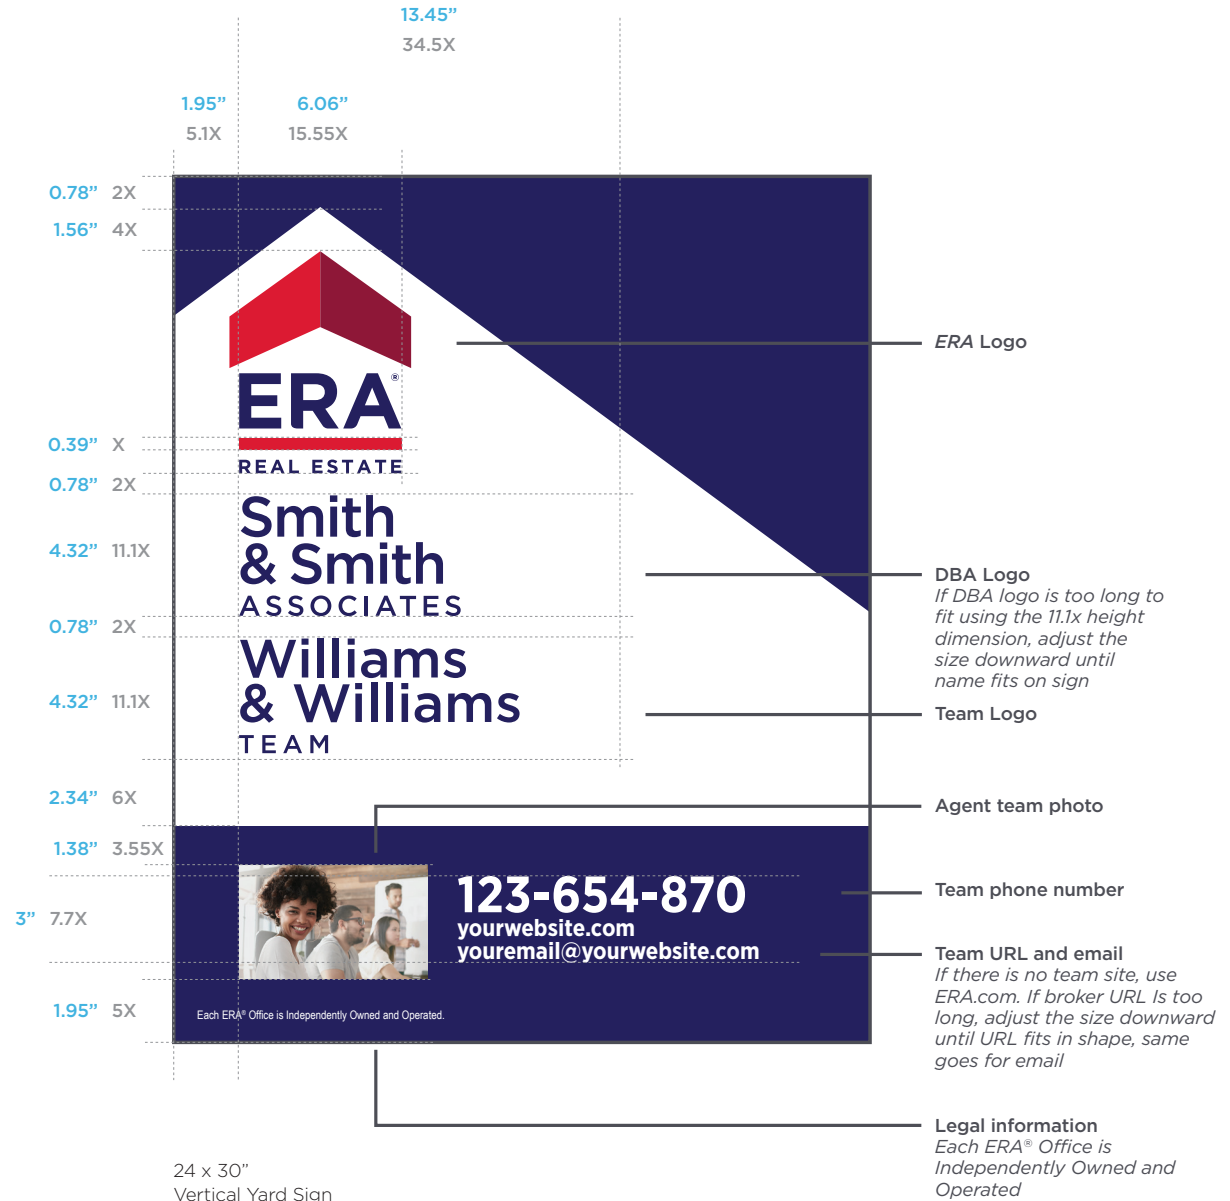 13.45”
34.5X
1.95” 6.06”
5.1X 15.55X
0.78” 2X
1.56” 4X
ERA Logo
ERA®
0.39” X
REAL ESTATE
0.78” 2X
Smith
& Smith
4.32” 11.1X
ASSOCIATES
DBA Logo
If DBA logo is too long to
fit using the 11.1x height
dimension, adjust the
size downward until
name fits on sign
0.78” 2X
Williams
& Williams
4.32” 11.1X
TEAM
Team Logo
2.34” 6X
Agent team photo
1.38” 3.55X
123-654-870
Team phone number
3” 7.7X
yourwebsite.com
youremail@yourwebsite.com
Team URL and email
If there is no team site, use
ERA.com. If broker URL Is too
long, adjust the size downward
until URL fits in shape, same
goes for email
1.95” 5X
Each ERA® Office is Independently Owned and Operated.
Legal information
Each ERA® Office is
Independently Owned and
Operated
24 x 30”
Vertical Yard Sign